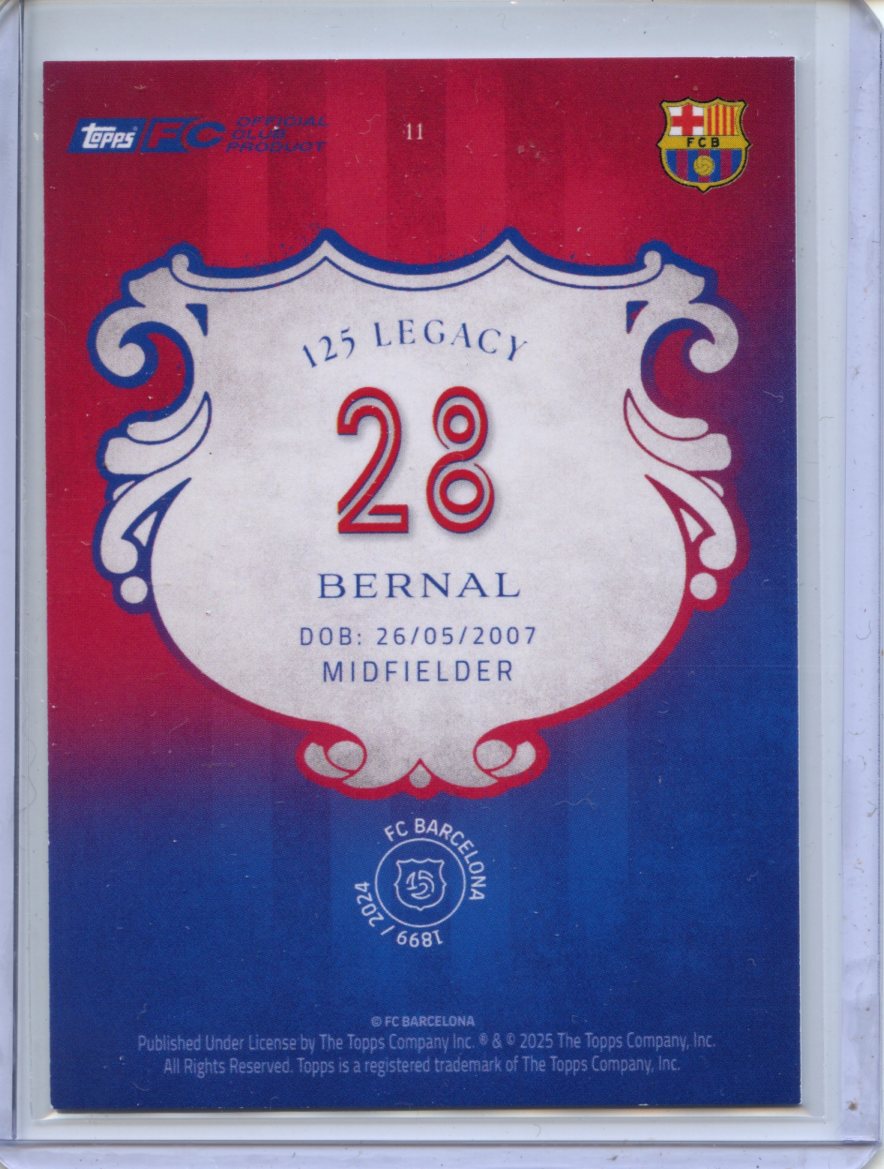 topps FC OFFICIAL
CLUB
PRODUCT
11
FCB
125 LEGACY
28
BERNAL
DOB: 26/05/2007
MIDFIELDER
FC BARCELONA
1899 / 2024
© FC BARCELONA
Published Under License by The Topps Company Inc. ® & © 2025 The Topps Company, Inc.
All Rights Reserved. Topps is a registered trademark of The Topps Company, Inc.